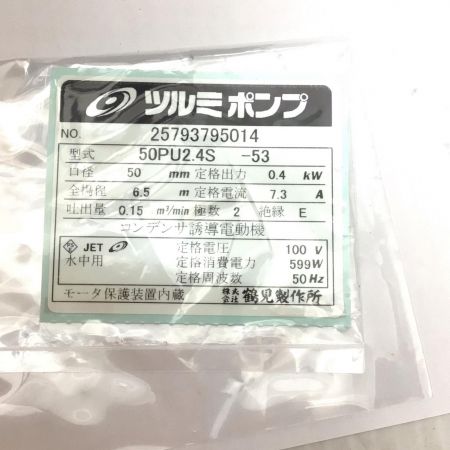 ツルミポンプ
NO. 25793795014
型式 50PU2.4S -53
口径 50 mm 定格出力 0.4 kW
全揚程 6.5 m 定格電流 7.3 A
吐出量 0.15 m³/min 極数 2 絶縁 E
コンデンサ誘導電動機
PS E JET 定格電圧 100 V
水中用 定格消費電力 599W
定格周波数 50 Hz
モータ保護装置内蔵 株式会社 鶴見製作所